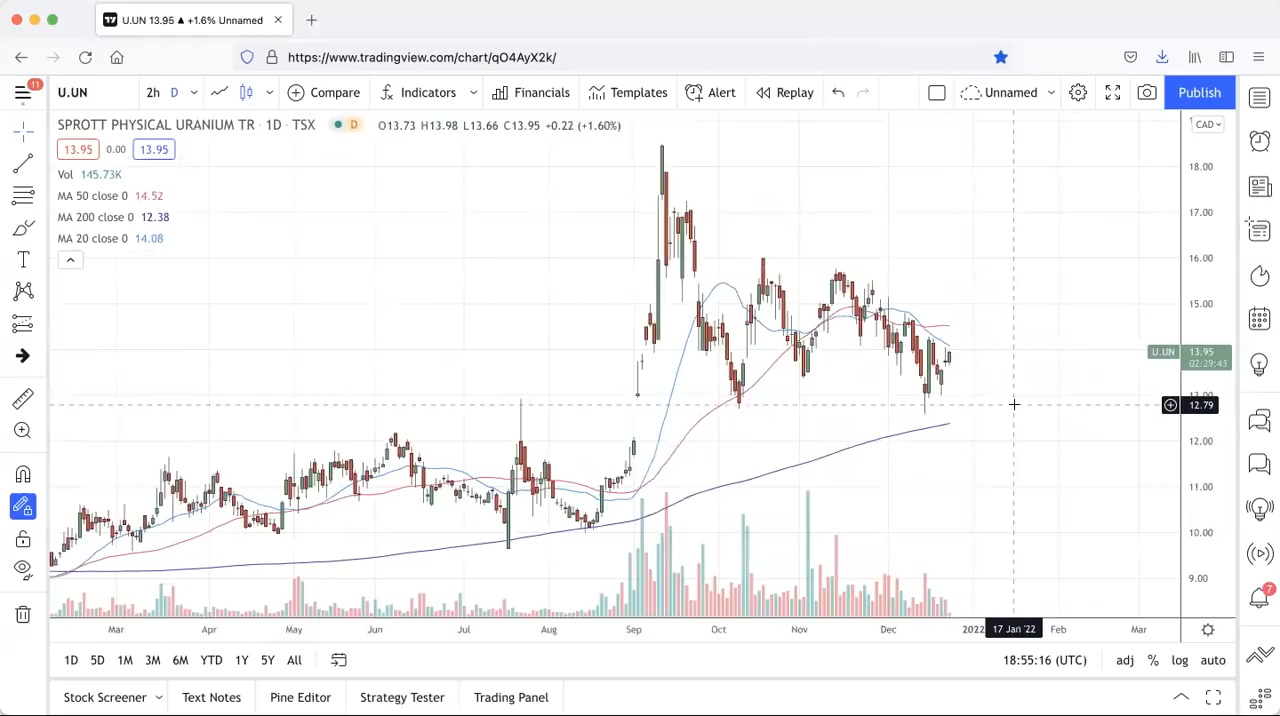 U.UN 13.95 ▲ +1.6% Unnamed
https://www.tradingview.com/chart/qO4AyX2k/
11
U.UN 2h D Compare Indicators Financials Templates Alert Replay Unnamed Publish
SPROTT PHYSICAL URANIUM TR · 1D · TSX D O13.73 H13.98 L13.66 C13.95 +0.22 (+1.60%)
CAD
13.95 0.00 13.95
Vol 145.73K
MA 50 close 0 14.52
MA 200 close 0 12.38
MA 20 close 0 14.08
18.00
17.00
16.00
15.00
U.UN 13.95
02:29:43
13.00
12.79
12.00
11.00
10.00
9.00
7
Mar Apr May Jun Jul Aug Sep Oct Nov Dec 2022 17 Jan '22 Feb Mar
1D 5D 1M 3M 6M YTD 1Y 5Y All 18:55:16 (UTC) adj % log auto
Stock Screener Text Notes Pine Editor Strategy Tester Trading Panel